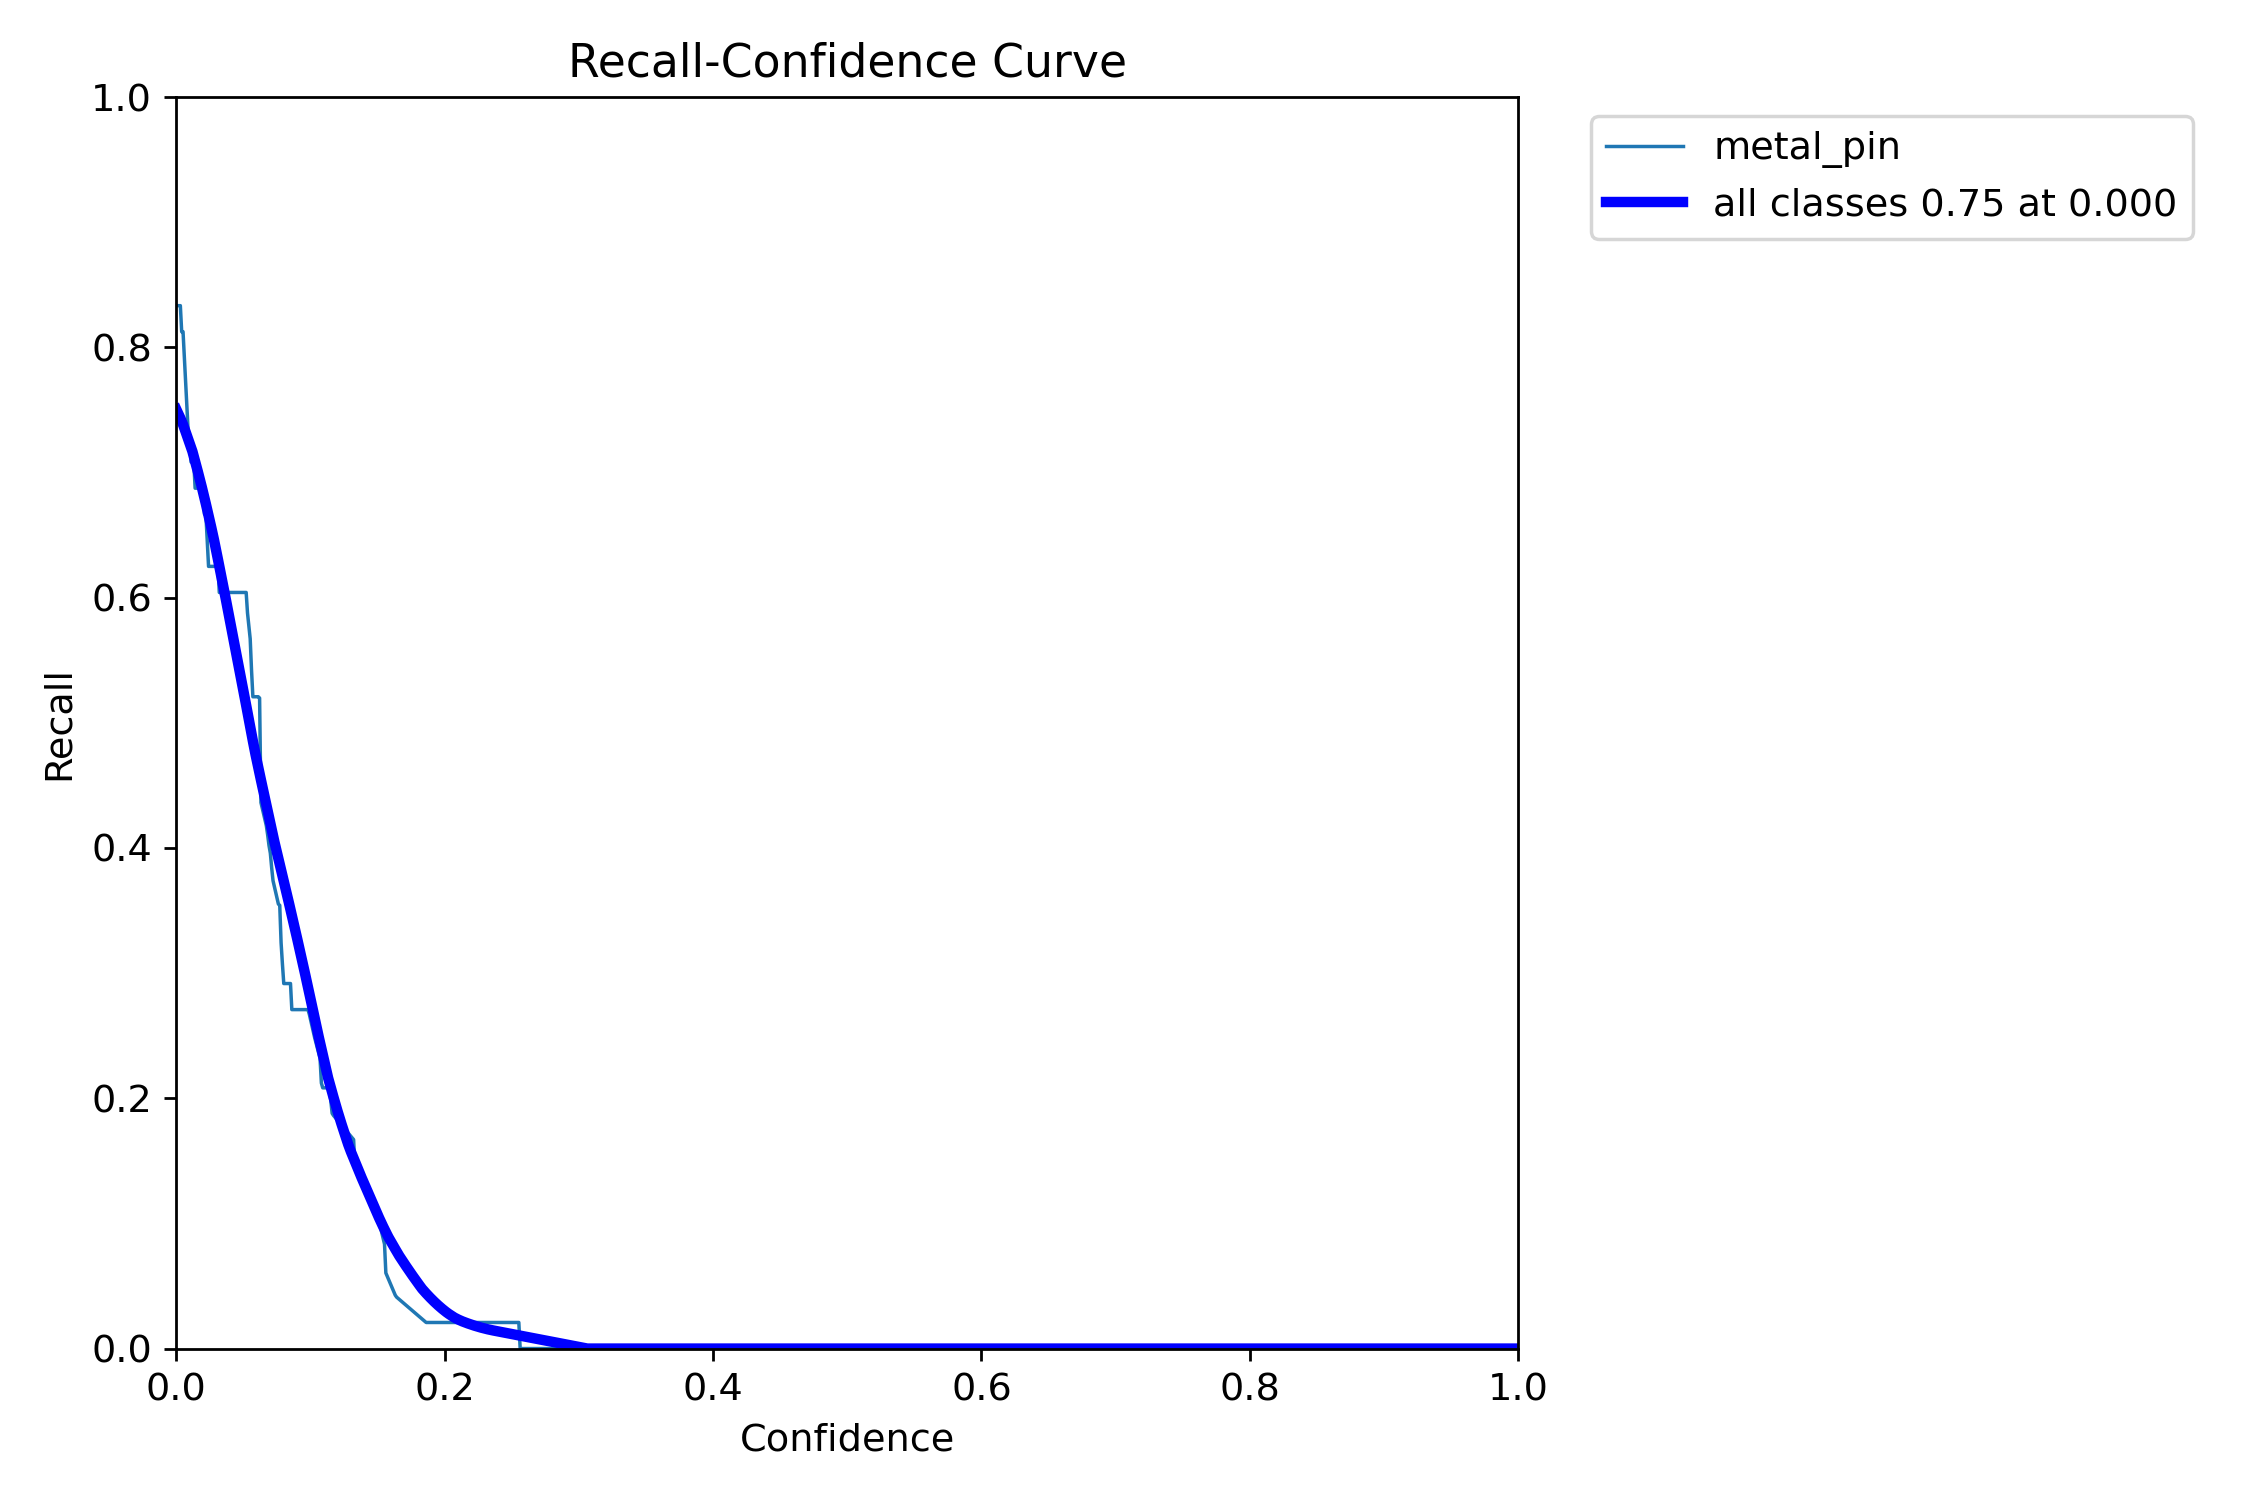 Recall-Confidence Curve
metal_pin
all classes 0.75 at 0.000
1.0
0.8
0.6
0.4
0.2
0.0
Recall
0.0 0.2 0.4 0.6 0.8 1.0
Confidence